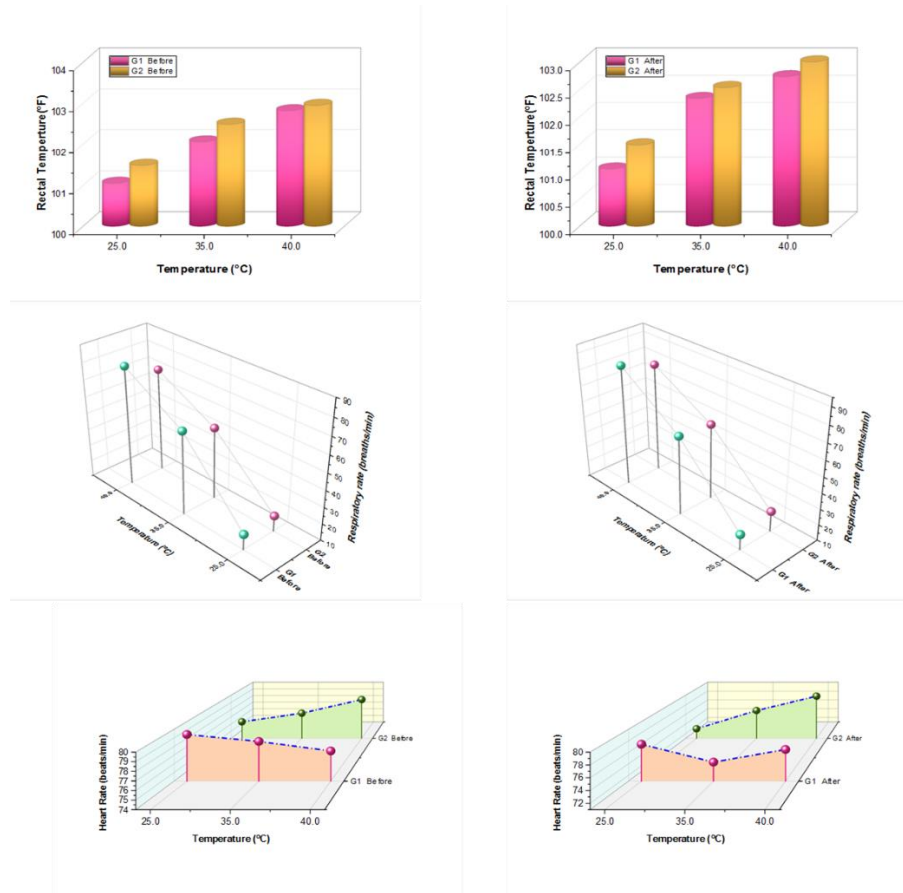 G1 Before
G2 Before
104
103
102
101
100
Rectal Temperture (°F)
25.0
35.0
40.0
Temperature (°C)
G1 After
G2 After
103.0
102.5
102.0
101.5
101.0
100.5
100.0
Rectal Temperture (°F)
25.0
35.0
40.0
Temperature (°C)
90
80
70
60
50
40
30
20
10
Respiratory rate (breaths/min)
40.0
35.0
25.0
Temperature (°C)
G1 Before
G2 Before
90
80
70
60
50
40
30
20
10
Respiratory rate (breaths/min)
40.0
35.0
25.0
Temperature (°C)
G1 After
G2 After
80
79
78
77
76
75
74
Heart Rate (beats/min)
25.0
35.0
40.0
Temperature (°C)
G1 Before
G2 Before
80
78
76
74
72
Heart Rate (beats/min)
25.0
35.0
40.0
Temperature (°C)
G1 After
G2 After